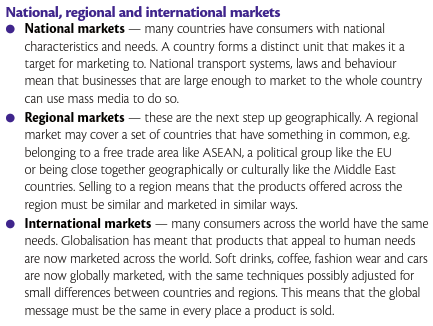 National, regional and international markets
● National markets — many countries have consumers with national
characteristics and needs. A country forms a distinct unit that makes it a
target for marketing to. National transport systems, laws and behaviour
mean that businesses that are large enough to market to the whole country
can use mass media to do so.
● Regional markets — these are the next step up geographically. A regional
market may cover a set of countries that have something in common, e.g.
belonging to a free trade area like ASEAN, a political group like the EU
or being close together geographically or culturally like the Middle East
countries. Selling to a region means that the products offered across the
region must be similar and marketed in similar ways.
● International markets — many consumers across the world have the same
needs. Globalisation has meant that products that appeal to human needs
are now marketed across the world. Soft drinks, coffee, fashion wear and cars
are now globally marketed, with the same techniques possibly adjusted for
small differences between countries and regions. This means that the global
message must be the same in every place a product is sold.